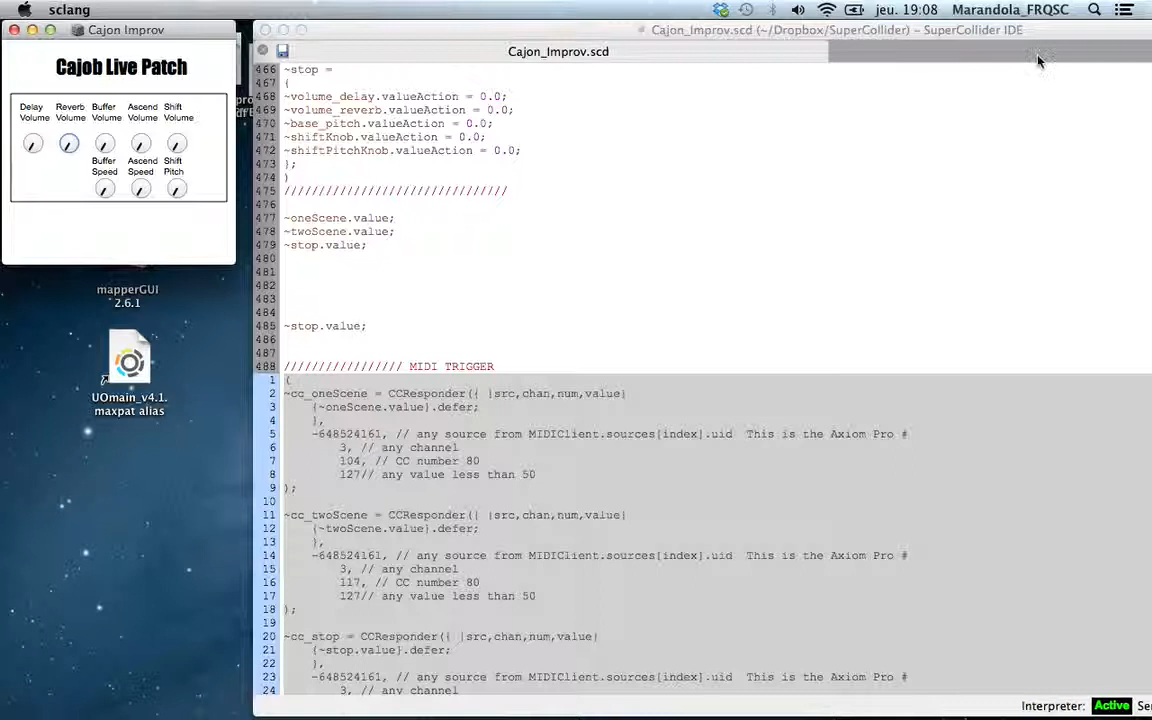 sclang
jeu. 19:08
Marandola_FRQSC
Cajon Improv
Cajob Live Patch
Delay Volume
Reverb Volume
Buffer Volume
Ascend Volume
Shift Volume
Buffer Speed
Ascend Speed
Shift Pitch
mapperGUI
2.6.1
UOmain_v4.1.
maxpat alias
Cajon_Improv.scd (~/Dropbox/SuperCollider) – SuperCollider IDE
Cajon_Improv.scd
466 ~stop =
467 {
468 ~volume_delay.valueAction = 0.0;
469 ~volume_reverb.valueAction = 0.0;
470 ~base_pitch.valueAction = 0.0;
471 ~shiftKnob.valueAction = 0.0;
472 ~shiftPitchKnob.valueAction = 0.0;
473 };
474 )
475 /////////////////////////////////
476
477 ~oneScene.value;
478 ~twoScene.value;
479 ~stop.value;
480
481
482
483
484
485 ~stop.value;
486
487
488 ///////////////// MIDI TRIGGER
1 (
2 ~cc_oneScene = CCResponder({ |src,chan,num,value|
3 {~oneScene.value}.defer;
4 },
5 -648524161, // any source from MIDIClient.sources[index].uid  This is the Axiom Pro #
6 3, // any channel
7 104, // CC number 80
8 127// any value less than 50
9 );
10
11 ~cc_twoScene = CCResponder({ |src,chan,num,value|
12 {~twoScene.value}.defer;
13 },
14 -648524161, // any source from MIDIClient.sources[index].uid  This is the Axiom Pro #
15 3, // any channel
16 117, // CC number 80
17 127// any value less than 50
18 );
19
20 ~cc_stop = CCResponder({ |src,chan,num,value|
21 {~stop.value}.defer;
22 },
23 -648524161, // any source from MIDIClient.sources[index].uid  This is the Axiom Pro #
24 3, // any channel
Interpreter: Active